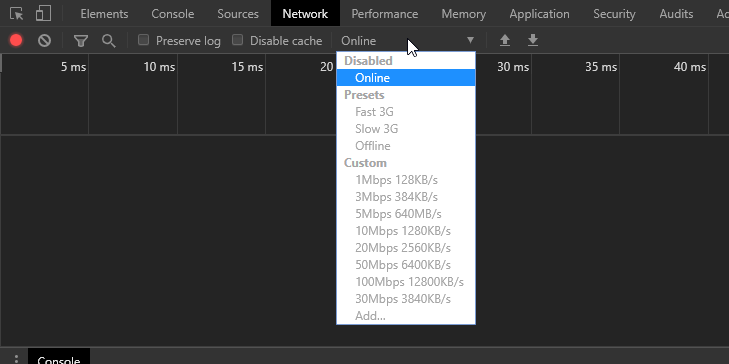 Elements Console Sources Network Performance Memory Application Security Audits
Preserve log Disable cache Online
5 ms 10 ms 15 ms 20 30 ms 35 ms 40 ms
Disabled
Online
Presets
Fast 3G
Slow 3G
Offline
Custom
1Mbps 128KB/s
3Mbps 384KB/s
5Mbps 640MB/s
10Mbps 1280KB/s
20Mbps 2560KB/s
50Mbps 6400KB/s
100Mbps 12800KB/s
30Mbps 3840KB/s
Add...
Console